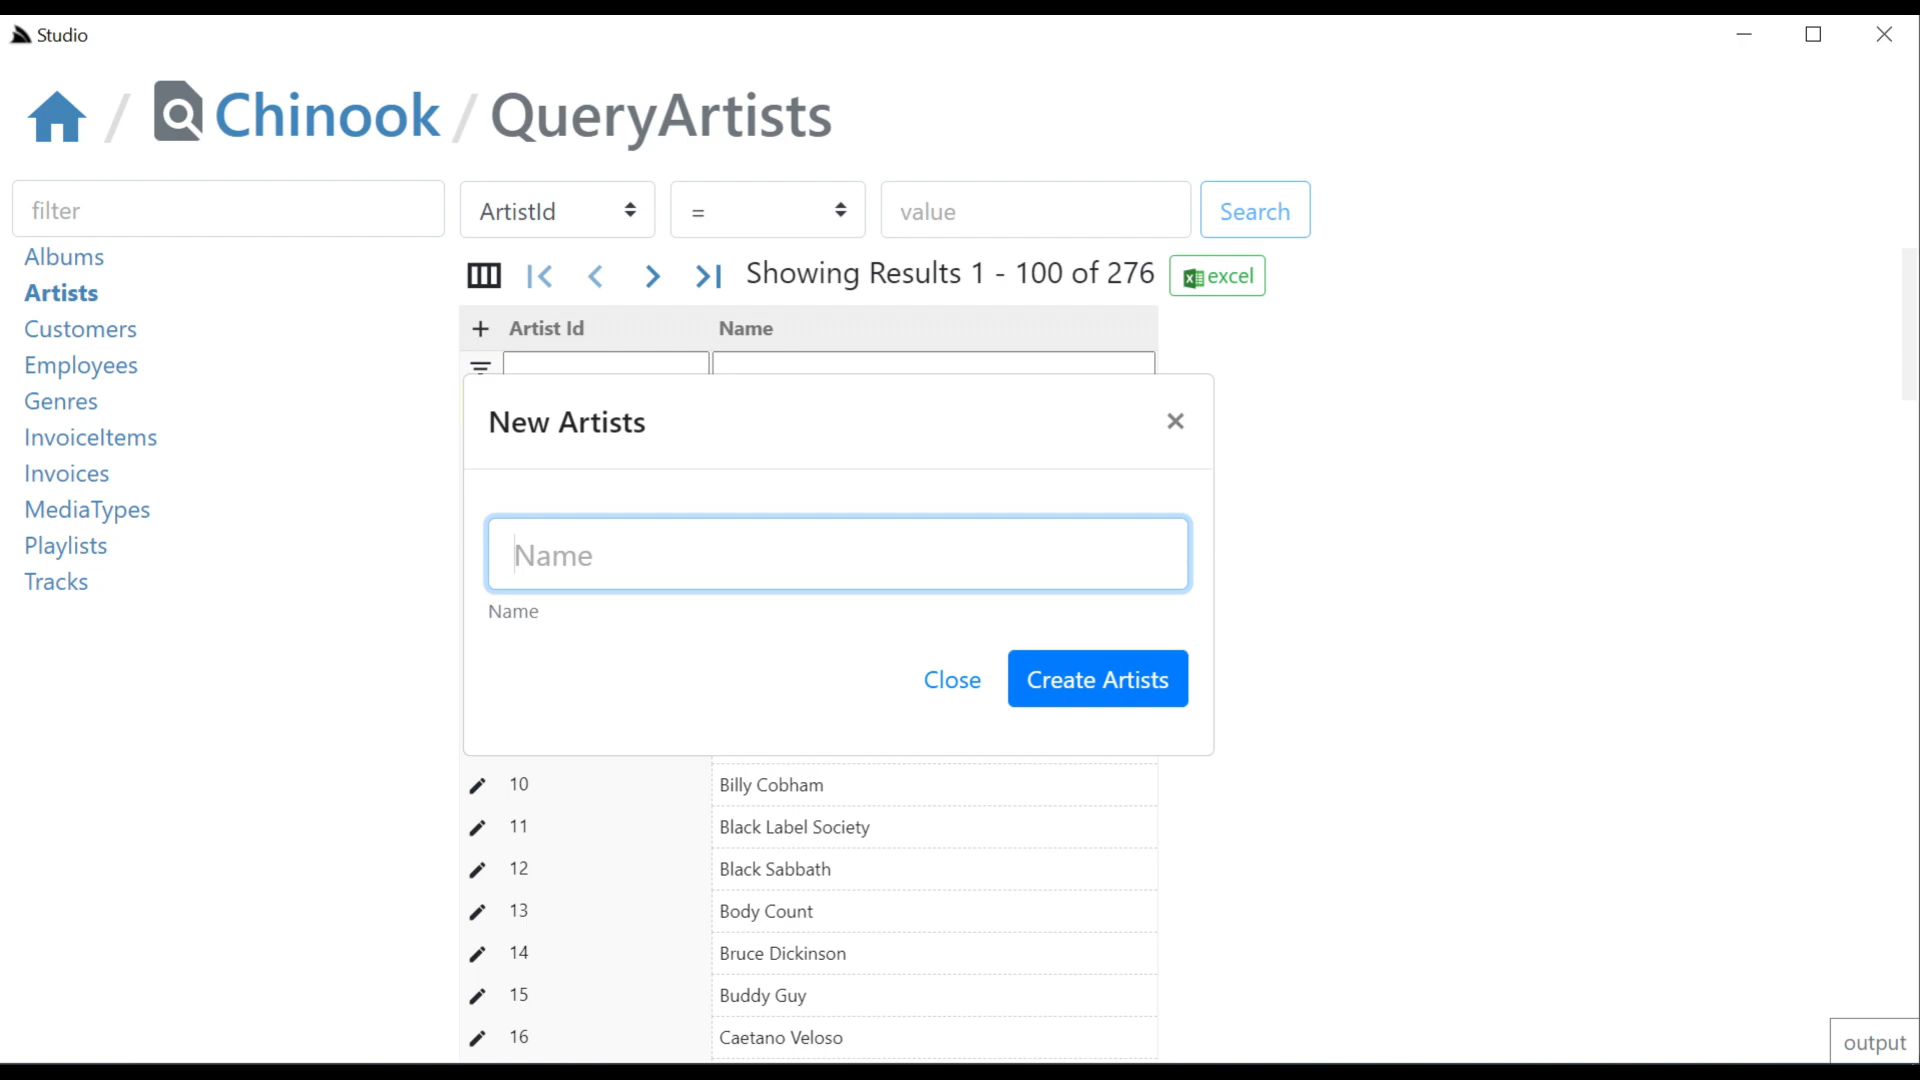 Studio
/ Chinook / QueryArtists
filter
ArtistId
=
value
Search
Albums
Artists
Customers
Employees
Genres
InvoiceItems
Invoices
MediaTypes
Playlists
Tracks
Showing Results 1 - 100 of 276
excel
+ Artist Id Name
New Artists
×
Name
Name
Close
Create Artists
10 Billy Cobham
11 Black Label Society
12 Black Sabbath
13 Body Count
14 Bruce Dickinson
15 Buddy Guy
16 Caetano Veloso
output